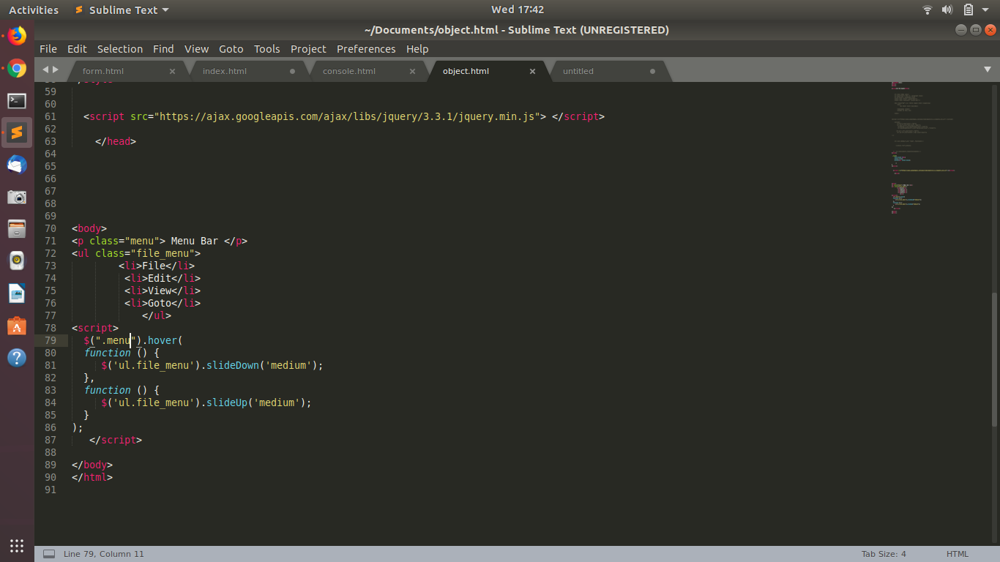 Activities Sublime Text Wed 17:42
~/Documents/object.html - Sublime Text (UNREGISTERED)
File Edit Selection Find View Goto Tools Project Preferences Help
form.html index.html console.html object.html untitled
59
60
61 <script src="https://ajax.googleapis.com/ajax/libs/jquery/3.3.1/jquery.min.js"> </script>
62
63 </head>
64
65
66
67
68
69
70 <body>
71 <p class="menu"> Menu Bar </p>
72 <ul class="file_menu">
73 <li>File</li>
74 <li>Edit</li>
75 <li>View</li>
76 <li>Goto</li>
77 </ul>
78 <script>
79 $(".menu").hover(
80 function () {
81 $('ul.file_menu').slideDown('medium');
82 },
83 function () {
84 $('ul.file_menu').slideUp('medium');
85 }
86 );
87 </script>
88
89 </body>
90 </html>
91
Line 79, Column 11 Tab Size: 4 HTML